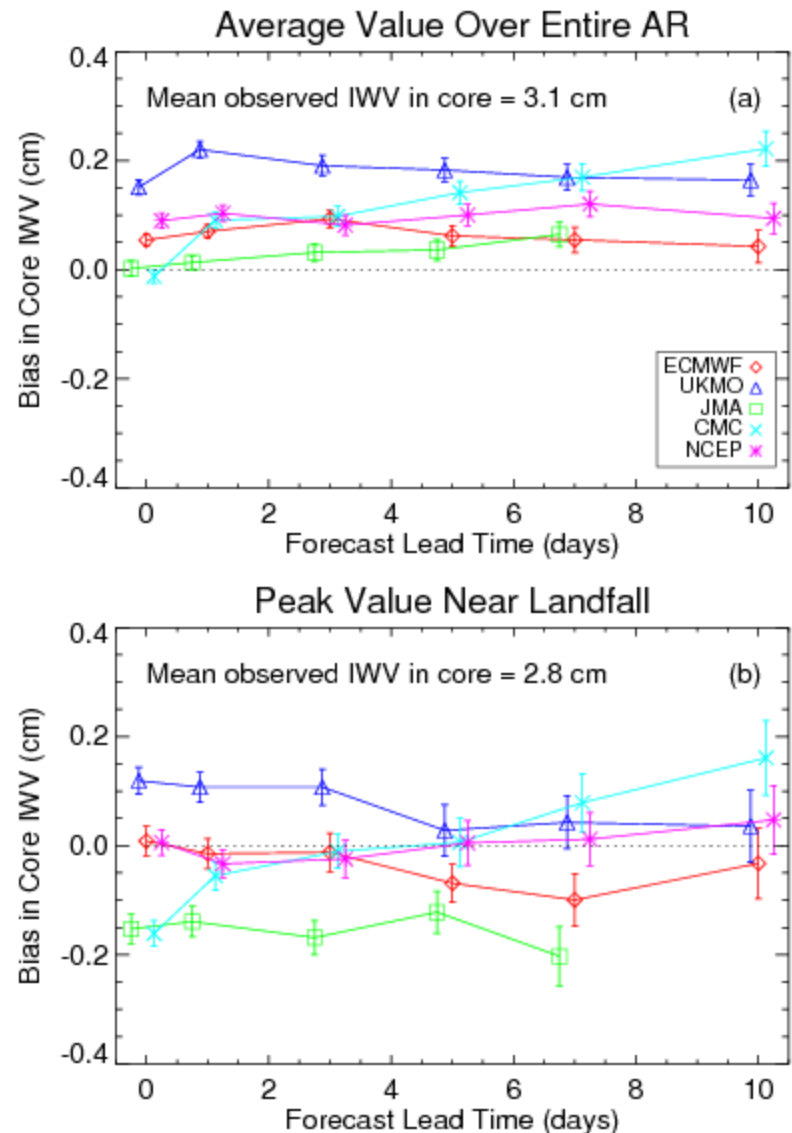 Average Value Over Entire AR
0.4
Mean observed IWV in core = 3.1 cm
(a)
0.2
Bias in Core IWV (cm)
0.0
-0.2
ECMWF
UKMO
JMA
CMC
NCEP
-0.4
0 2 4 6 8 10
Forecast Lead Time (days)
Peak Value Near Landfall
0.4
Mean observed IWV in core = 2.8 cm
(b)
0.2
Bias in Core IWV (cm)
0.0
-0.2
-0.4
0 2 4 6 8 10
Forecast Lead Time (days)